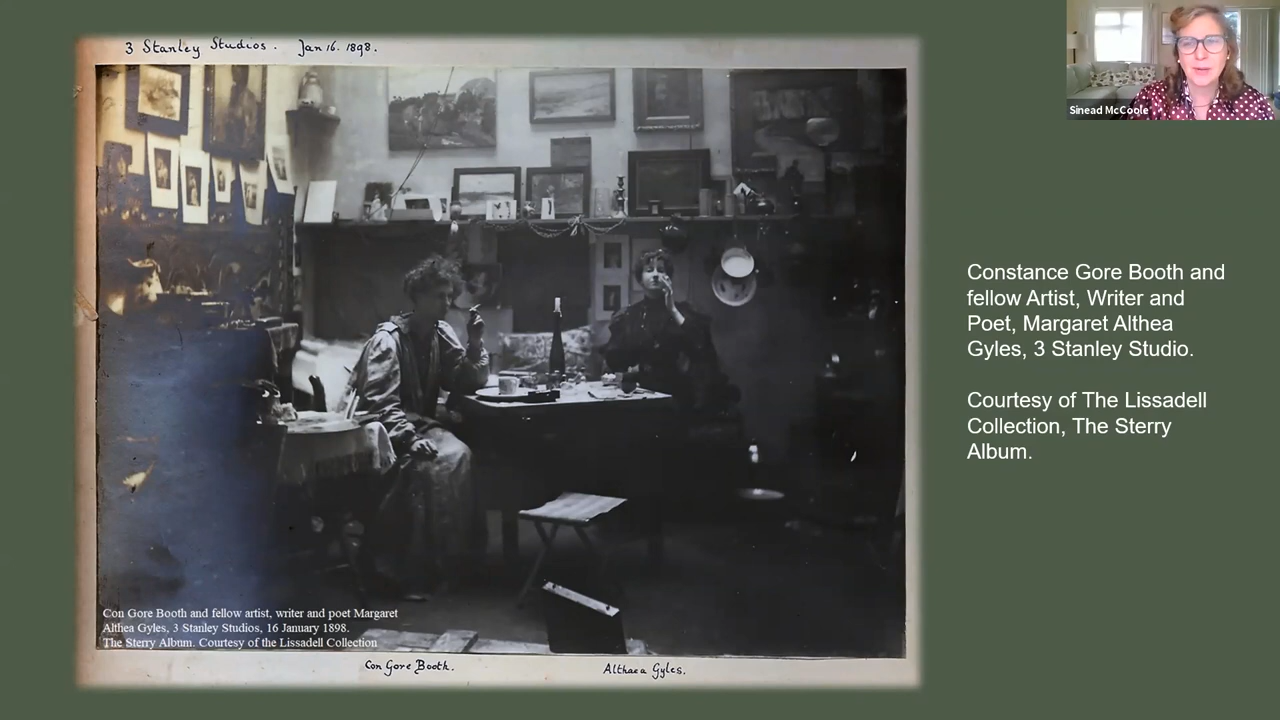 3 Stanley Studios. Jan 16. 1898.
Sinead McCoole
Constance Gore Booth and
fellow Artist, Writer and
Poet, Margaret Althea
Gyles, 3 Stanley Studio.
Courtesy of The Lissadell
Collection, The Sterry
Album.
Con Gore Booth and fellow artist, writer and poet Margaret
Althea Gyles, 3 Stanley Studios, 16 January 1898.
The Sterry Album. Courtesy of the Lissadell Collection
Con Gore Booth.
Althaea Gyles.